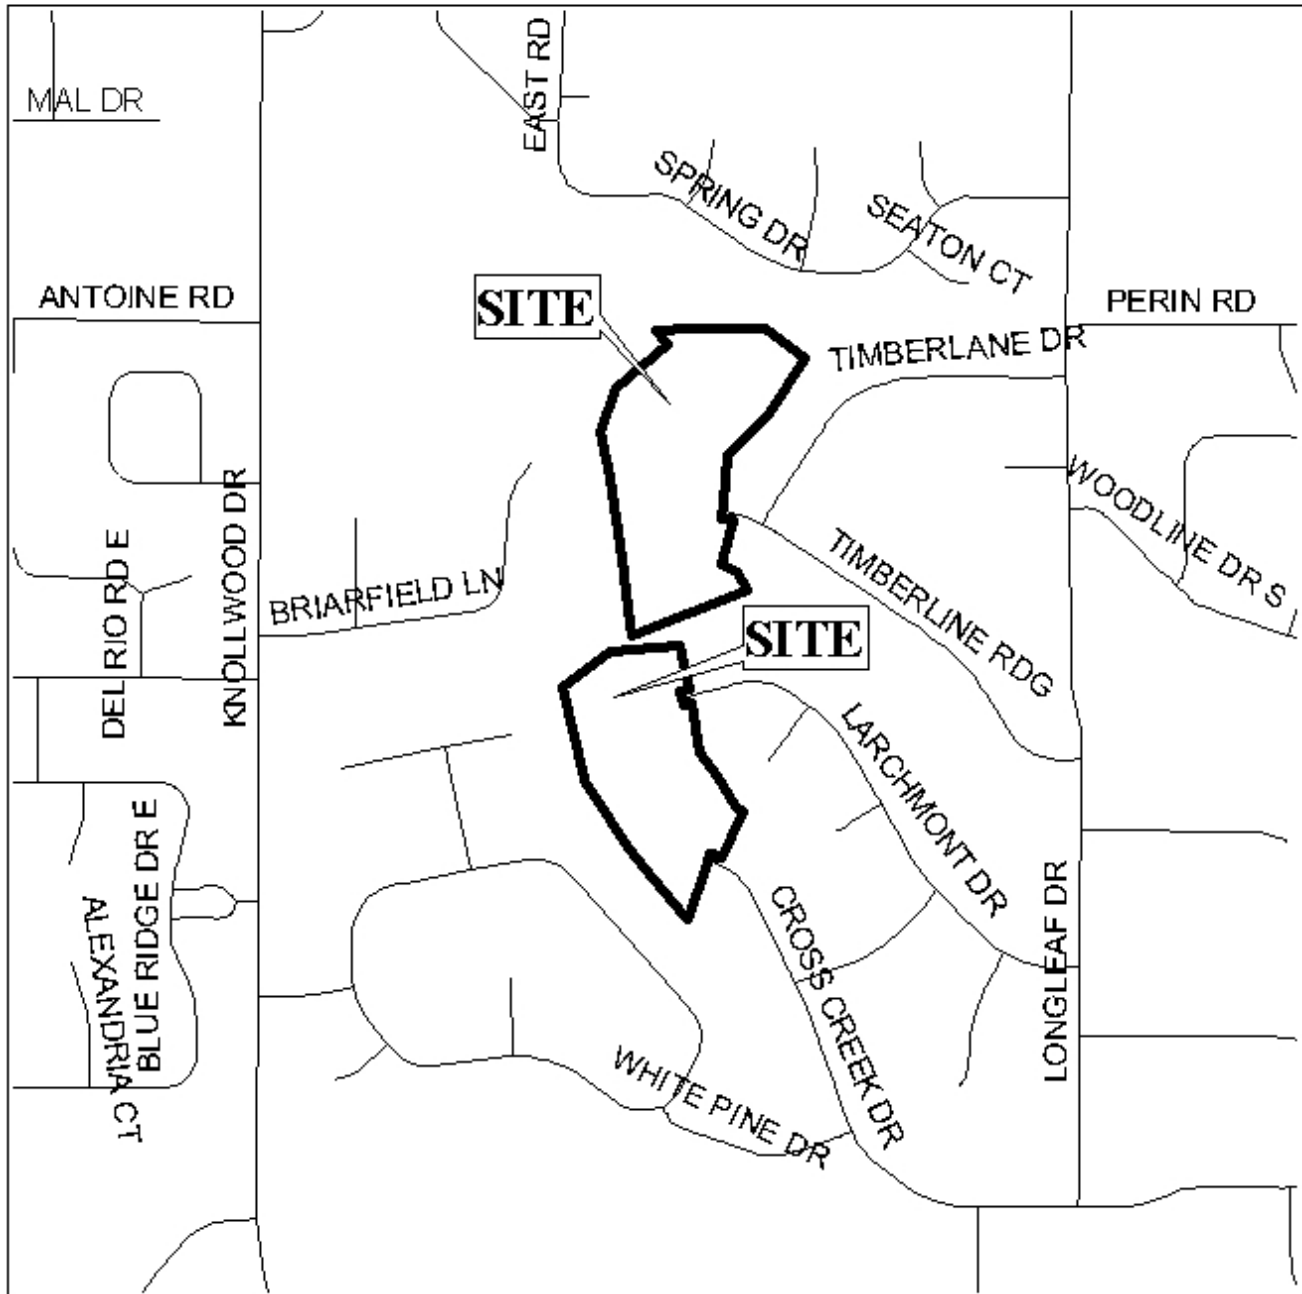 MAL DR
EAST RD
SPRING DR
SEATON CT
ANTOINE RD
SITE
PERIN RD
TIMBERLANE DR
WOODLINE DR S
KNOLLWOOD DR
DEL RIO RD E
BRIARFIELD LN
TIMBERLINE RDG
SITE
LARCHMONT DR
BLUE RIDGE DR E
ALEXANDRIA CT
CROSS CREEK DR
LONGLEAF DR
WHITE PINE DR